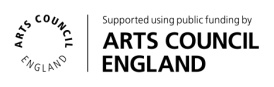 ARTS COUNCIL
ENGLAND
Supported using public funding by
ARTS COUNCIL
ENGLAND